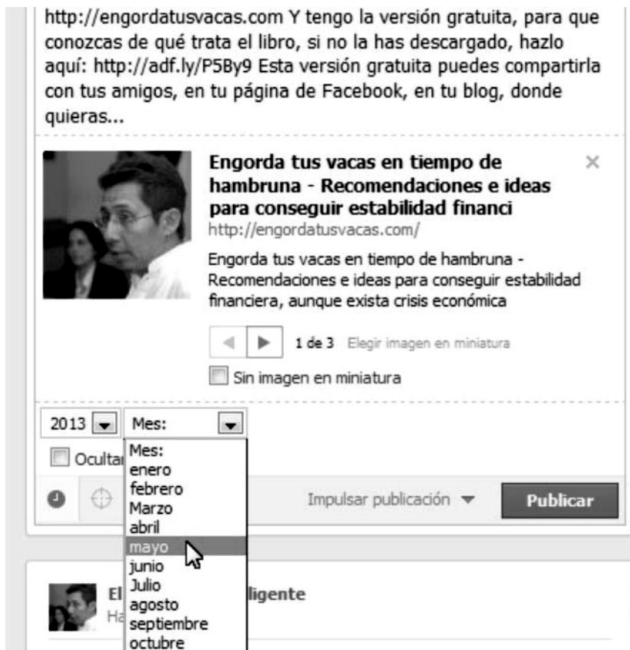 http://engordatusvacas.com Y tengo la versión gratuita, para que
conozcas de qué trata el libro, si no la has descargado, hazlo
aquí: http://adf.ly/P5By9 Esta versión gratuita puedes compartirla
con tus amigos, en tu página de Facebook, en tu blog, donde
quieras...
Engorda tus vacas en tiempo de
hambruna - Recomendaciones e ideas
para conseguir estabilidad financi
http://engordatusvacas.com/
Engorda tus vacas en tiempo de hambruna -
Recomendaciones e ideas para conseguir estabilidad
financiera, aunque exista crisis económica
1 de 3 Elegir imagen en miniatura
Sin imagen en miniatura
2013 Mes:
Mes:
Ocultar
enero
febrero
Marzo
Impulsar publicación Publicar
abril
mayo
junio
Julio
El ligente
agosto
Ha
septiembre
octubre